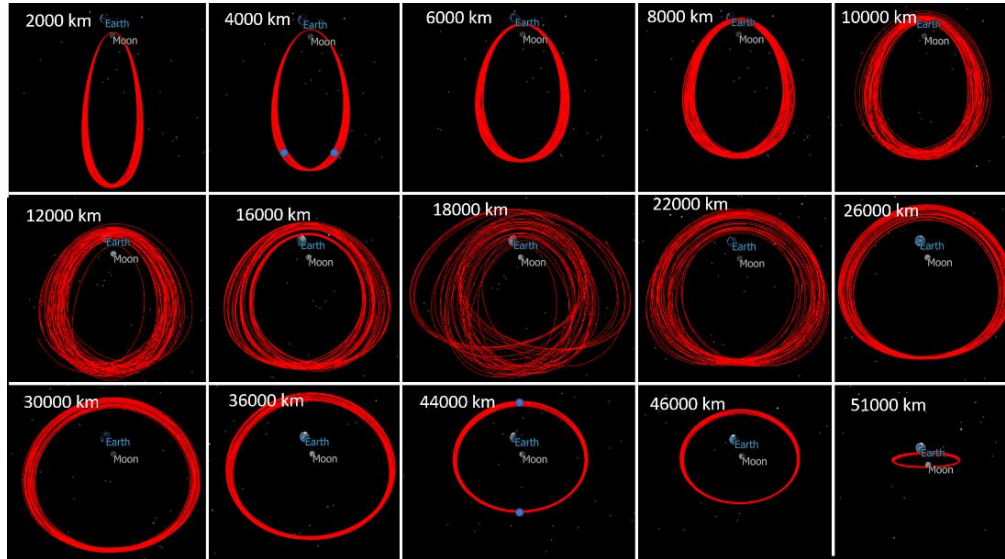 2000 km
Earth
Moon
4000 km
Earth
Moon
6000 km
Earth
Moon
8000 km
Earth
Moon
10000 km
Earth
Moon
12000 km
Earth
Moon
16000 km
Earth
Moon
18000 km
Earth
Moon
22000 km
Earth
Moon
26000 km
Earth
Moon
30000 km
Earth
Moon
36000 km
Earth
Moon
44000 km
Earth
Moon
46000 km
Earth
Moon
51000 km
Earth
Moon